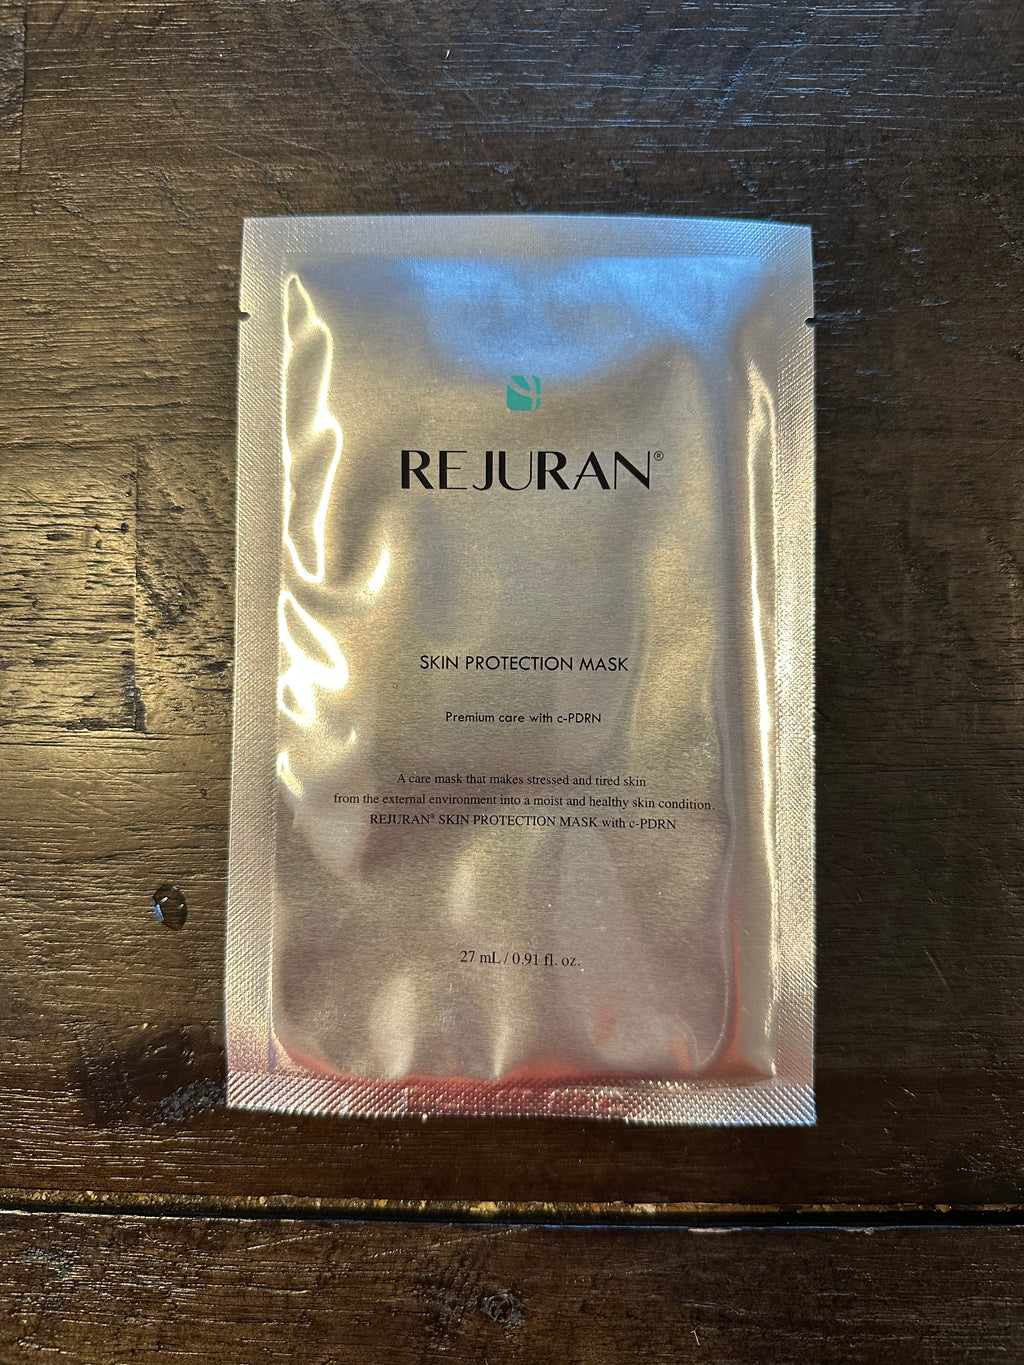 REJURAN®
SKIN PROTECTION MASK
Premium care with c-PDRN
A care mask that makes stressed and tired skin
from the external environment into a moist and healthy skin condition.
REJURAN® SKIN PROTECTION MASK with c-PDRN
27 mL / 0.91 fl. oz.